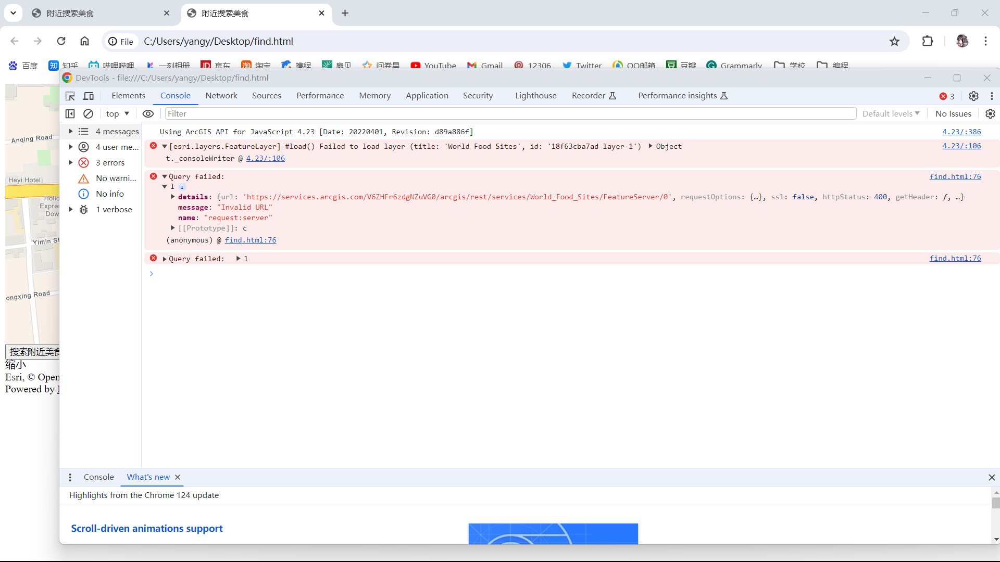 附近搜索美食
附近搜索美食
File C:/Users/yangy/Desktop/find.html
百度 知乎 哔哩哔哩 一刻相册 京东 淘宝 携程 扇贝 问卷星 YouTube Gmail 12306 Twitter QQ邮箱 豆瓣 Grammarly 学校 编程
DevTools - file:///C:/Users/yangy/Desktop/find.html
Elements Console Network Sources Performance Memory Application Security Lighthouse Recorder Performance insights 3
top Filter Default levels No Issues
4 messages
4 user me...
3 errors
No warni...
No info
1 verbose
Using ArcGIS API for JavaScript 4.23 [Date: 20220401, Revision: d89a886f] 4.23/:386
[esri.layers.FeatureLayer] #load() Failed to load layer (title: 'World Food Sites', id: '18f63cba7ad-layer-1') Object 4.23/:106
t._consoleWriter @ 4.23/:106
Query failed: find.html:76
l i
details: {url: 'https://services.arcgis.com/V6ZHFr6zdgNZuVG0/arcgis/rest/services/World_Food_Sites/FeatureServer/0', requestOptions: {…}, ssl: false, httpStatus: 400, getHeader: ƒ, …}
message: "Invalid URL"
name: "request:server"
[[Prototype]]: c
(anonymous) @ find.html:76
Query failed: l find.html:76
Anqing Road
Heyi Hotel
Holid
Expres
Dow
Yimin St
ongxing Road
搜索附近美食
缩小
Esri, © Open
Powered by
Console What's new
Highlights from the Chrome 124 update
Scroll-driven animations support